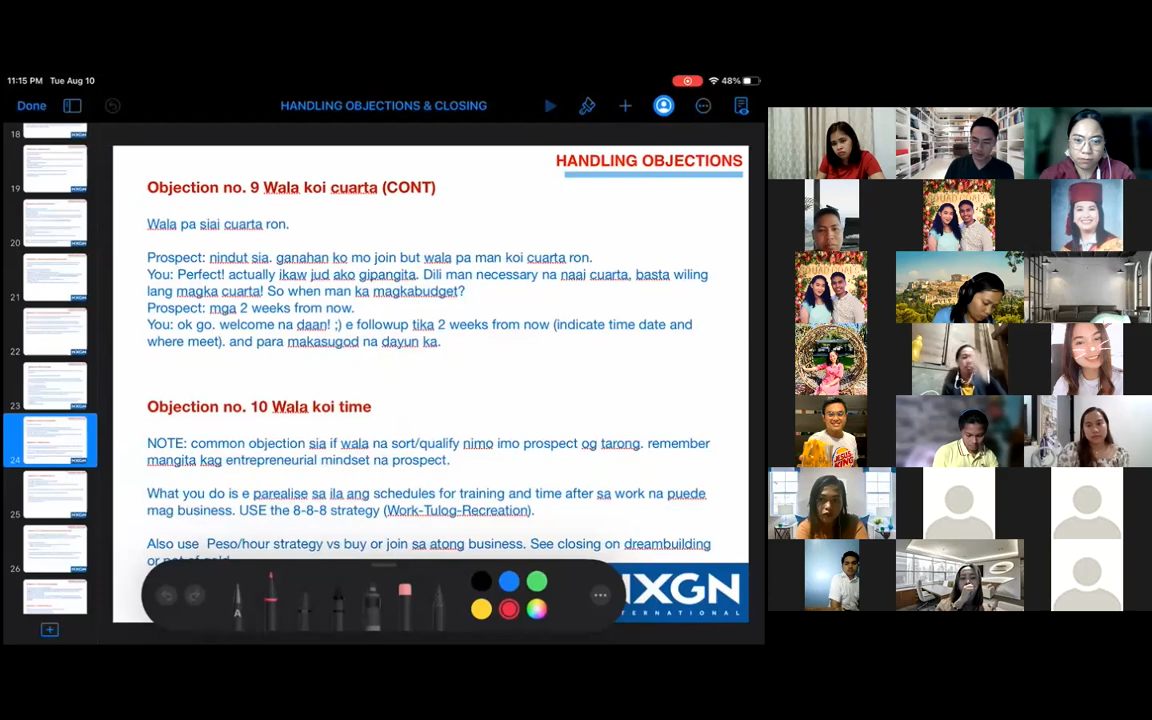 11:15 PM Tue Aug 10
48%
Done
HANDLING OBJECTIONS & CLOSING
18
19
20
21
22
23
24
25
26
HANDLING OBJECTIONS
Objection no. 9 Wala koi cuarta (CONT)
Wala pa siai cuarta ron.
Prospect: nindut sia. ganahan ko mo join but wala pa man koi cuarta ron.
You: Perfect! actually ikaw jud ako gipangita. Dili man necessary na naai cuarta, basta wiling
lang magka cuarta! So when man ka magkabudget?
Prospect: mga 2 weeks from now.
You: ok go. welcome na daan! ;) e followup tika 2 weeks from now (indicate time date and
where meet). and para makasugod na dayun ka.
Objection no. 10 Wala koi time
NOTE: common objection sia if wala na sort/qualify nimo imo prospect og tarong. remember
mangita kag entrepreneurial mindset na prospect.
What you do is e parealise sa ila ang schedules for training and time after sa work na puede
mag business. USE the 8-8-8 strategy (Work-Tulog-Recreation).
Also use Peso/hour strategy vs buy or join sa atong business. See closing on dreambuilding
A
NXGN
INTERNATIONAL
JESUS
KING